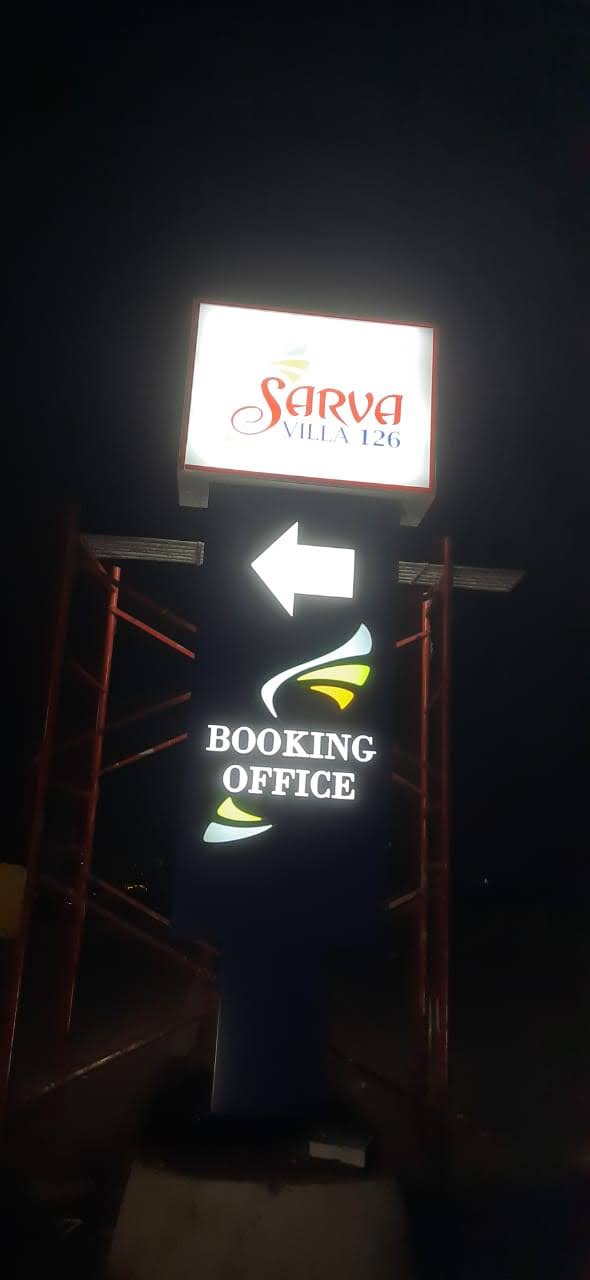 SARVA
VILLA 126
BOOKING
OFFICE